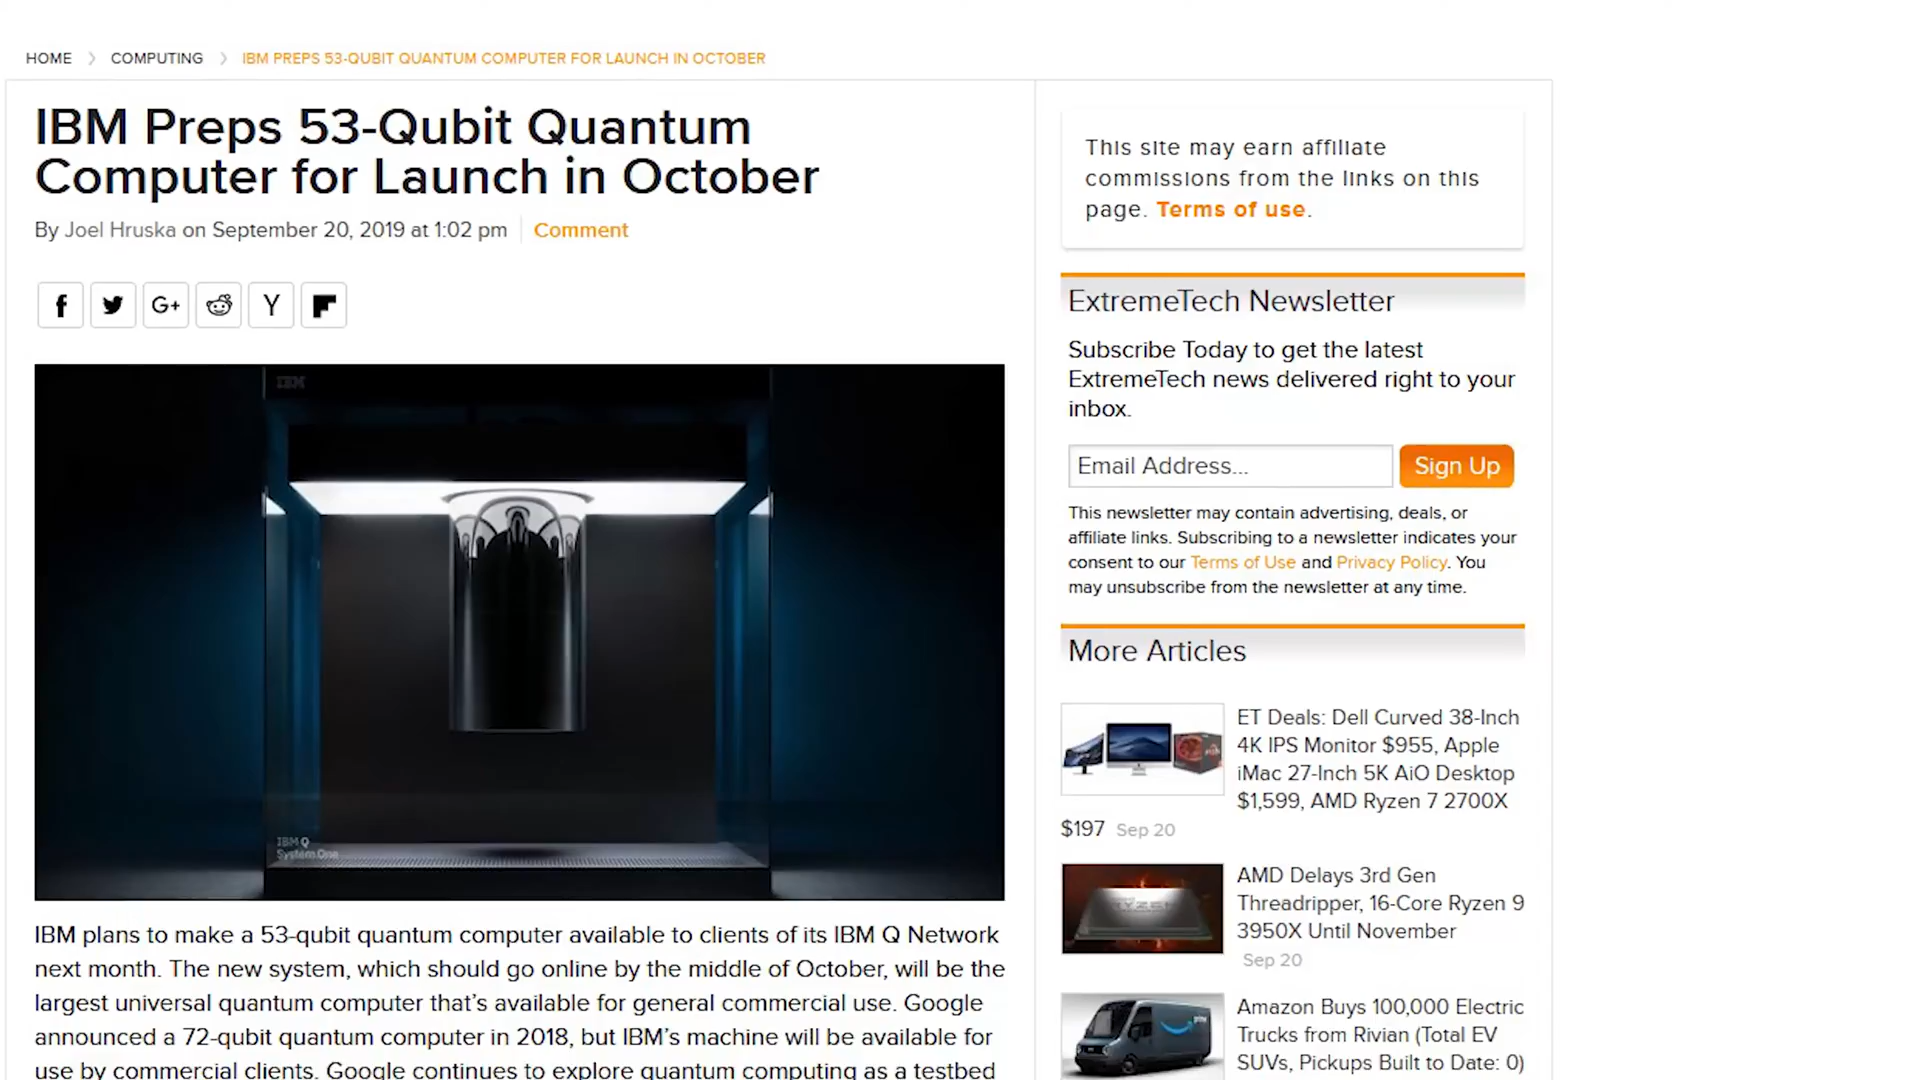 HOME
COMPUTING
IBM PREPS 53-QUBIT QUANTUM COMPUTER FOR LAUNCH IN OCTOBER
IBM Preps 53-Qubit Quantum
Computer for Launch in October
By Joel Hruska on September 20, 2019 at 1:02 pm
Comment
IBM
IBM Q
System One
IBM plans to make a 53-qubit quantum computer available to clients of its IBM Q Network
next month. The new system, which should go online by the middle of October, will be the
largest universal quantum computer that's available for general commercial use. Google
announced a 72-qubit quantum computer in 2018, but IBM's machine will be available for
use by commercial clients. Google continues to explore quantum computing as a testbed
This site may earn affiliate
commissions from the links on this
page. Terms of use.
ExtremeTech Newsletter
Subscribe Today to get the latest
ExtremeTech news delivered right to your
inbox.
Email Address...
Sign Up
This newsletter may contain advertising, deals, or
affiliate links. Subscribing to a newsletter indicates your
consent to our Terms of Use and Privacy Policy. You
may unsubscribe from the newsletter at any time.
More Articles
ET Deals: Dell Curved 38-Inch
4K IPS Monitor $955, Apple
iMac 27-Inch 5K AiO Desktop
$1,599, AMD Ryzen 7 2700X
$197 Sep 20
RYZEN
AMD Delays 3rd Gen
Threadripper, 16-Core Ryzen 9
3950X Until November
Sep 20
prime
Amazon Buys 100,000 Electric
Trucks from Rivian (Total EV
SUVs, Pickups Built to Date: 0)